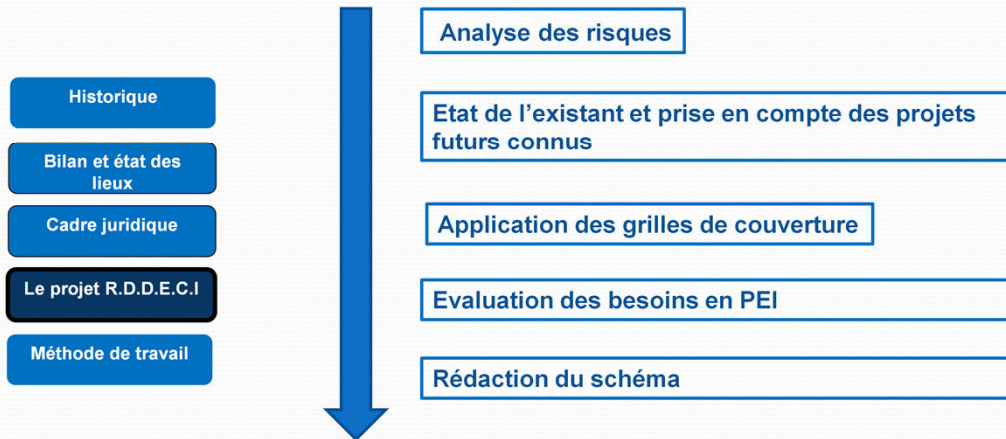 Historique
Bilan et état des
lieux
Cadre juridique
Le projet R.D.D.E.C.I
Méthode de travail
Analyse des risques
Etat de l'existant et prise en compte des projets
futurs connus
Application des grilles de couverture
Evaluation des besoins en PEI
Rédaction du schéma